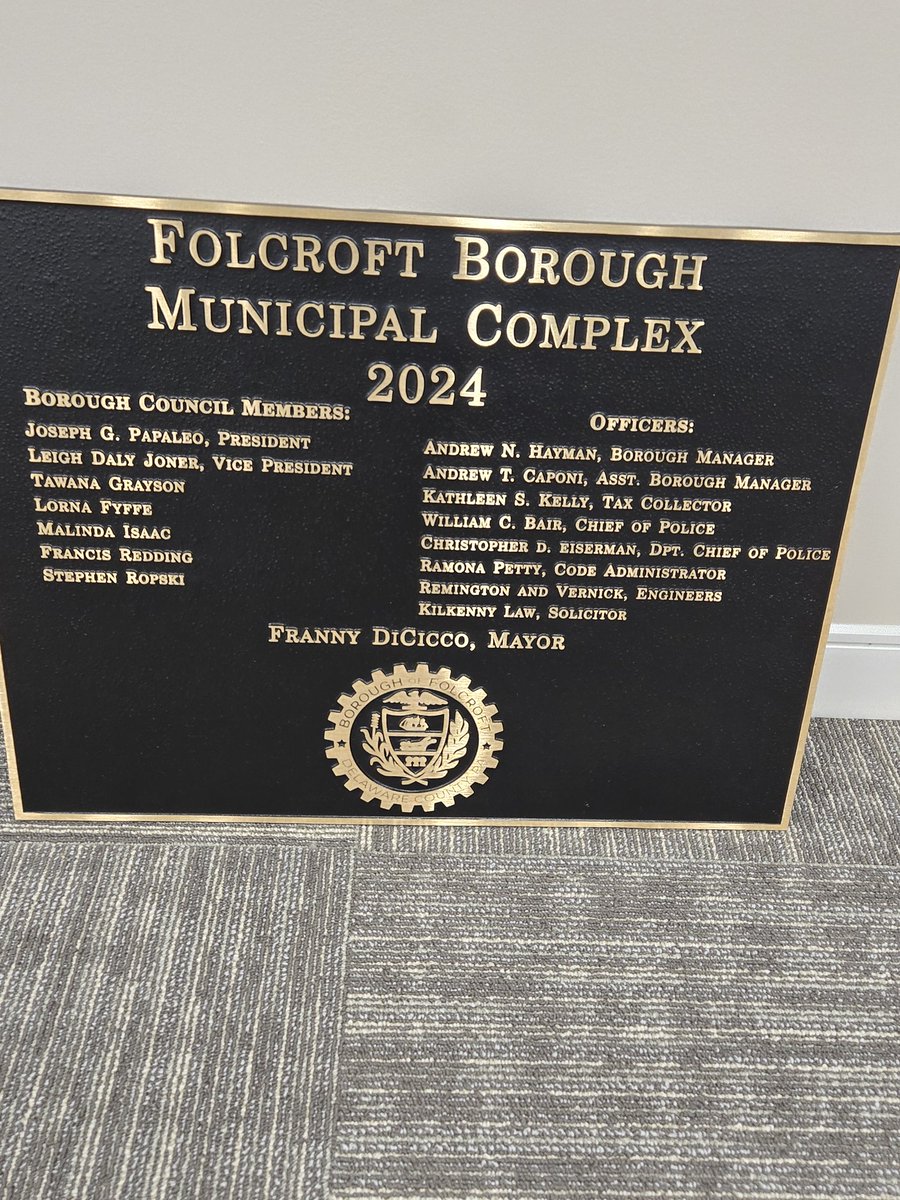 Folcroft Borough
Municipal Complex
2024
Borough Council Members:
Joseph G. Papaleo, President
Leigh Daly Joner, Vice President
Tawana Grayson
Lorna Fyffe
Malinda Isaac
Francis Redding
Stephen Ropski
Officers:
Andrew N. Hayman, Borough Manager
Andrew T. Caponi, Asst. Borough Manager
Kathleen S. Kelly, Tax Collector
William C. Bair, Chief of Police
Christopher D. eiserman, Dpt. Chief of Police
Ramona Petty, Code Administrator
Remington and Vernick, Engineers
Kilkenny Law, Solicitor
Franny DiCicco, Mayor
BOROUGH OF FOLCROFT
DELAWARE COUNTY, PA